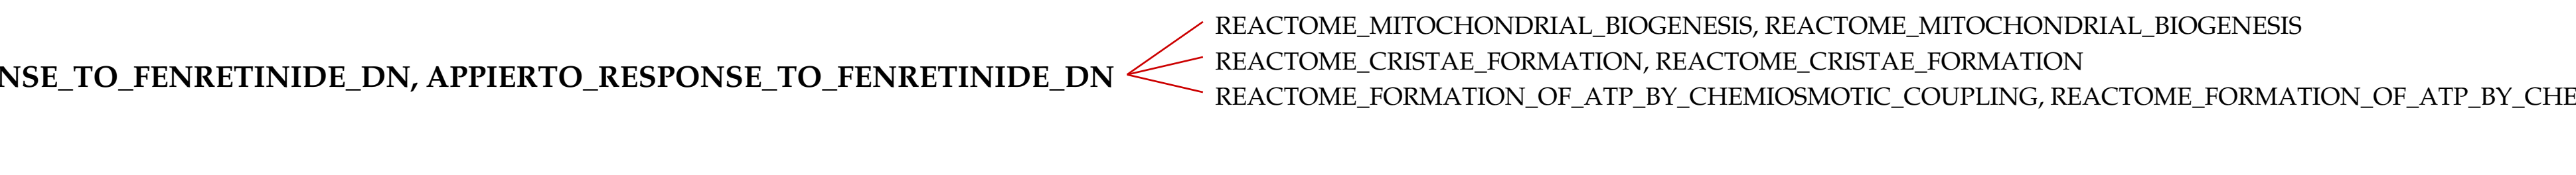 REACTOME_MITOCHONDRIAL_BIOGENESIS, REACTOME_MITOCHONDRIAL_BIOGENESIS
REACTOME_CRISTAE_FORMATION, REACTOME_CRISTAE_FORMATION
NSE_TO_FENRETINIDE_DN, APPIERTO_RESPONSE_TO_FENRETINIDE_DN
REACTOME_FORMATION_OF_ATP_BY_CHEMIOSMOTIC_COUPLING, REACTOME_FORMATION_OF_ATP_BY_CHE